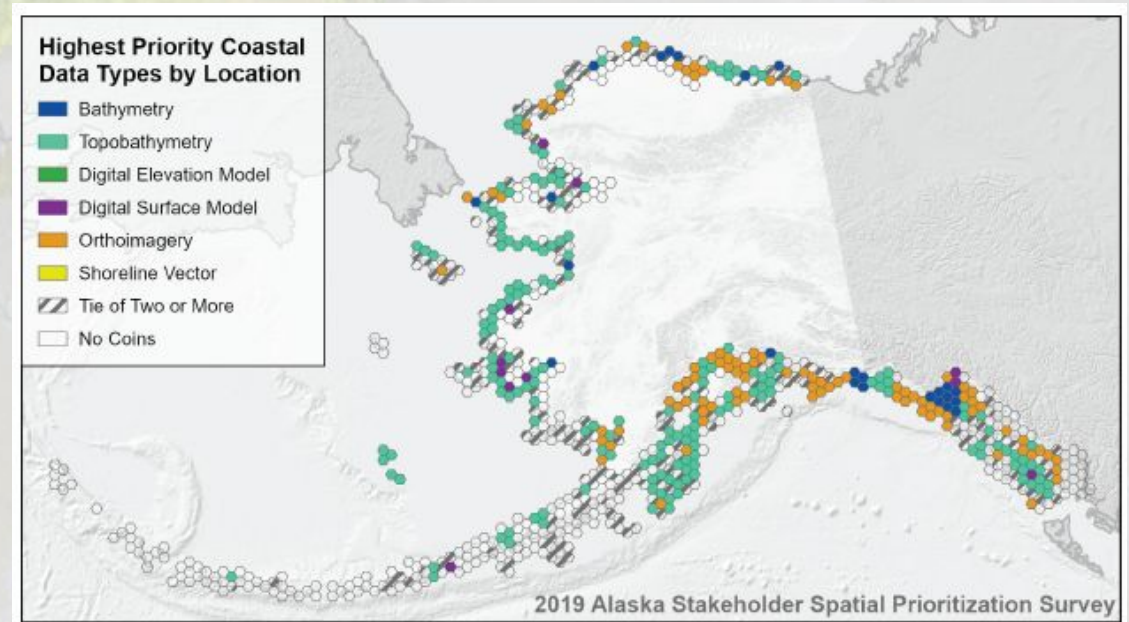 Highest Priority Coastal
Data Types by Location
Bathymetry
Topobathymetry
Digital Elevation Model
Digital Surface Model
Orthoimagery
Shoreline Vector
Tie of Two or More
No Coins
2019 Alaska Stakeholder Spatial Prioritization Survey